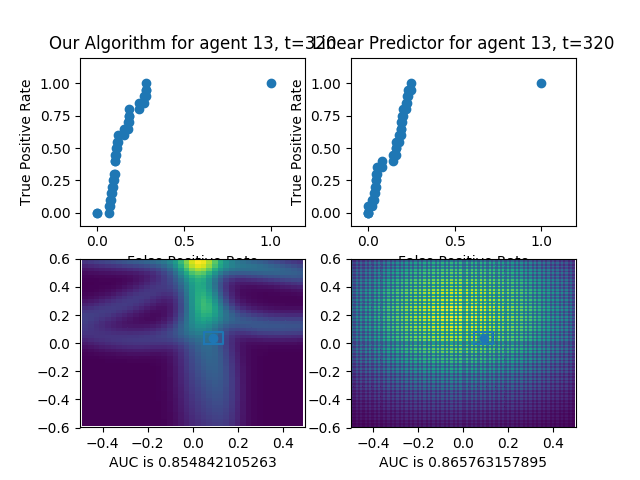 Our Algorithm for agent 13, t=320
Linear Predictor for agent 13, t=320
True Positive Rate
1.00
0.75
0.50
0.25
0.00
0.0 0.5 1.0
False Positive Rate
True Positive Rate
1.00
0.75
0.50
0.25
0.00
0.0 0.5 1.0
False Positive Rate
0.6
0.4
0.2
0.0
−0.2
−0.4
−0.6
−0.4 −0.2 0.0 0.2 0.4
AUC is 0.854842105263
0.6
0.4
0.2
0.0
−0.2
−0.4
−0.6
−0.4 −0.2 0.0 0.2 0.4
AUC is 0.865763157895